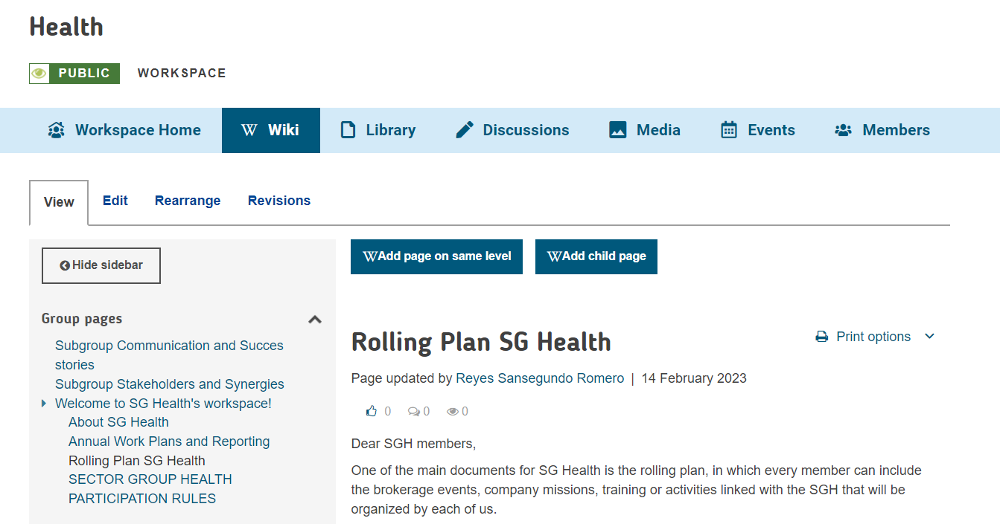 Health
PUBLIC WORKSPACE
Workspace Home Wiki Library Discussions Media Events Members
View Edit Rearrange Revisions
Hide sidebar
Add page on same level Add child page
Group pages
Subgroup Communication and Succes
stories
Subgroup Stakeholders and Synergies
Welcome to SG Health's workspace!
About SG Health
Annual Work Plans and Reporting
Rolling Plan SG Health
SECTOR GROUP HEALTH
PARTICIPATION RULES
Rolling Plan SG Health
Print options
Page updated by Reyes Sansegundo Romero | 14 February 2023
0 0 0
Dear SGH members,
One of the main documents for SG Health is the rolling plan, in which every member can include
the brokerage events, company missions, training or activities linked with the SGH that will be
organized by each of us.